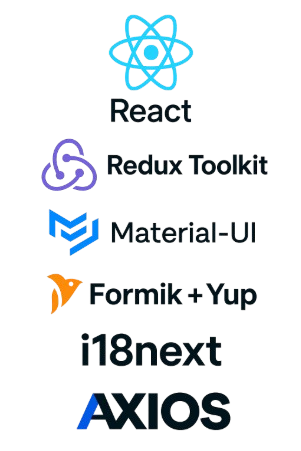 React
Redux Toolkit
Material-UI
Formik + Yup
i18next
AXIOS